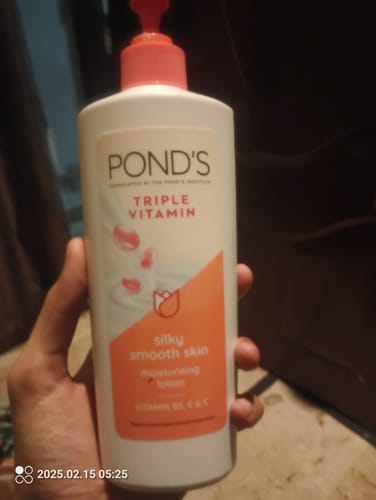 POND'S
FORMULATED BY THE POND'S INSTITUTE
TRIPLE
VITAMIN
silky
smooth skin
moisturising
lotion
VITAMIN B3, E & C
2025.02.15 05:25